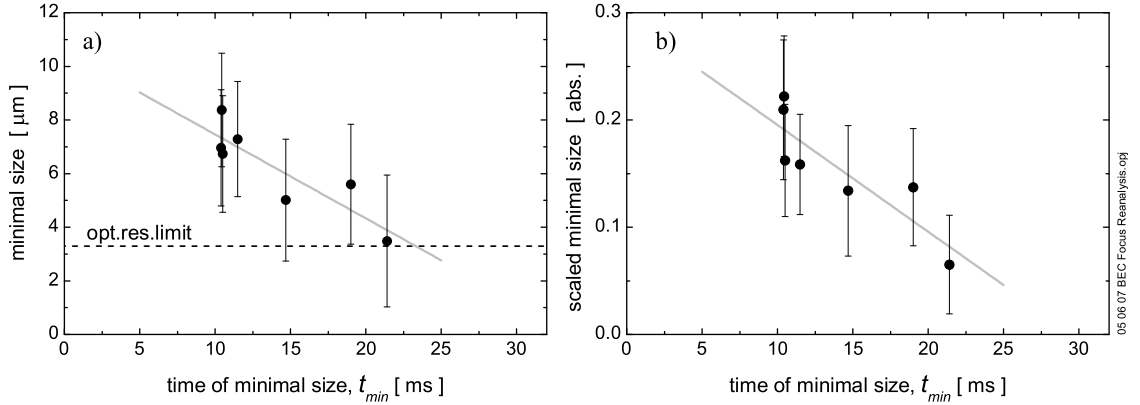 a)
minimal size [ μm ]
12
10
8
6
4
2
0
opt.res.limit
0 5 10 15 20 25 30
time of minimal size, tmin [ ms ]
b)
scaled minimal size [ abs. ]
0.3
0.2
0.1
0.0
0 5 10 15 20 25 30
time of minimal size, tmin [ ms ]
05 06 07 BEC Focus Reanalysis.opj